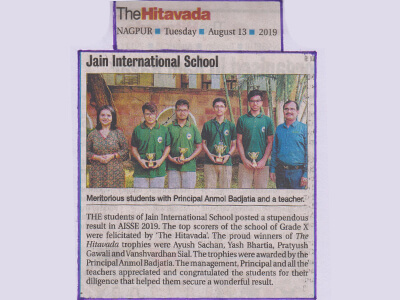 TheHitavada
NAGPUR ■ Tuesday ■ August 13 ■ 2019
Jain International School
Meritorious students with Principal Anmol Badjatia and a teacher.
THE students of Jain International School posted a stupendous
result in AISSE 2019. The top scorers of the school of Grade X
were felicitated by 'The Hitavada'. The proud winners of The
Hitavada trophies were Ayush Sachan, Yash Bhartia, Pratyush
Gawali and Vanshvardhan Sial. The trophies were awarded by the
Principal Anmol Badjatia. The management, Principal and all the
teachers appreciated and congratulated the students for their
diligence that helped them secure a wonderful result.